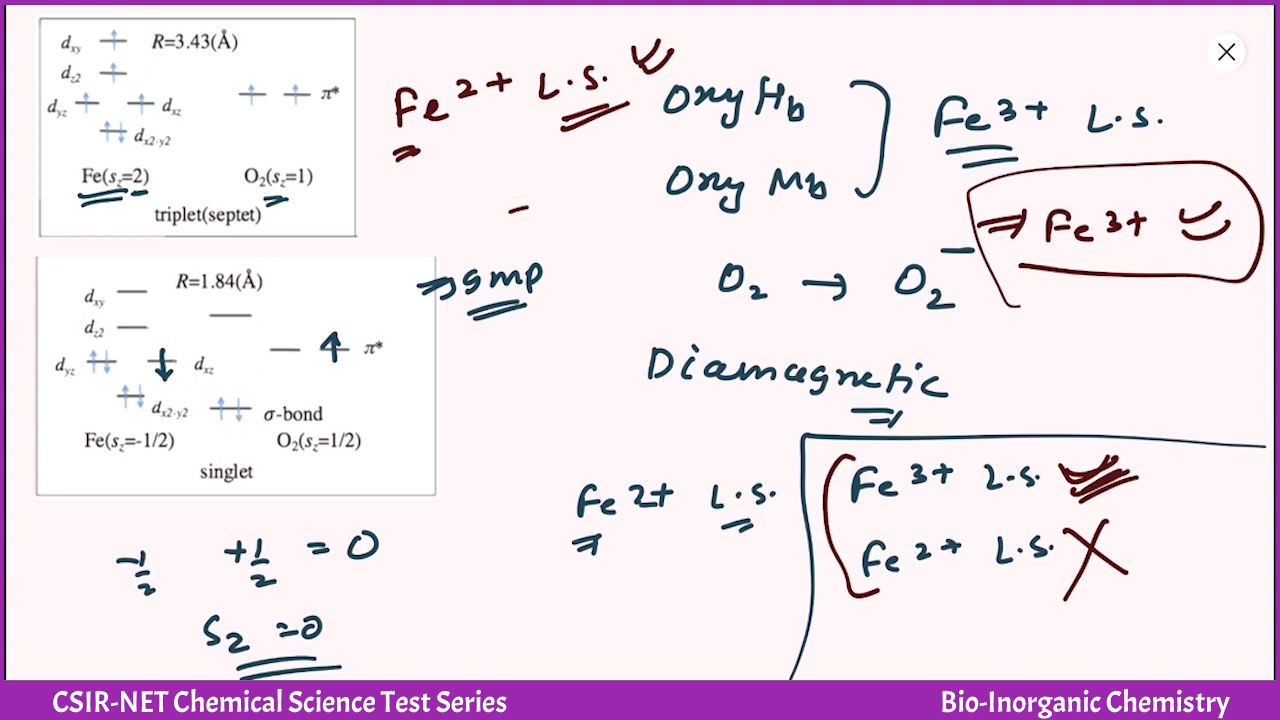 dxy R=3.43(Å)
dz2
dyz dxz π*
dx2-y2
Fe(sz=2) O2(sz=1)
triplet(septet)
dxy R=1.84(Å)
dz2
dyz dxz π*
dx2-y2 σ-bond
Fe(sz=-1/2) O2(sz=1/2)
singlet
-1/2 +1/2 = 0
Sz = 0
Fe2+ L.S.
⇒ smp
Oxy Hb
Oxy Mb
Fe3+ L.S.
⇒ Fe3+
O2 → O2-
Diamagnetic
Fe2+ L.S.
Fe3+ L.S.
Fe2+ L.S.
CSIR-NET Chemical Science Test Series
Bio-Inorganic Chemistry